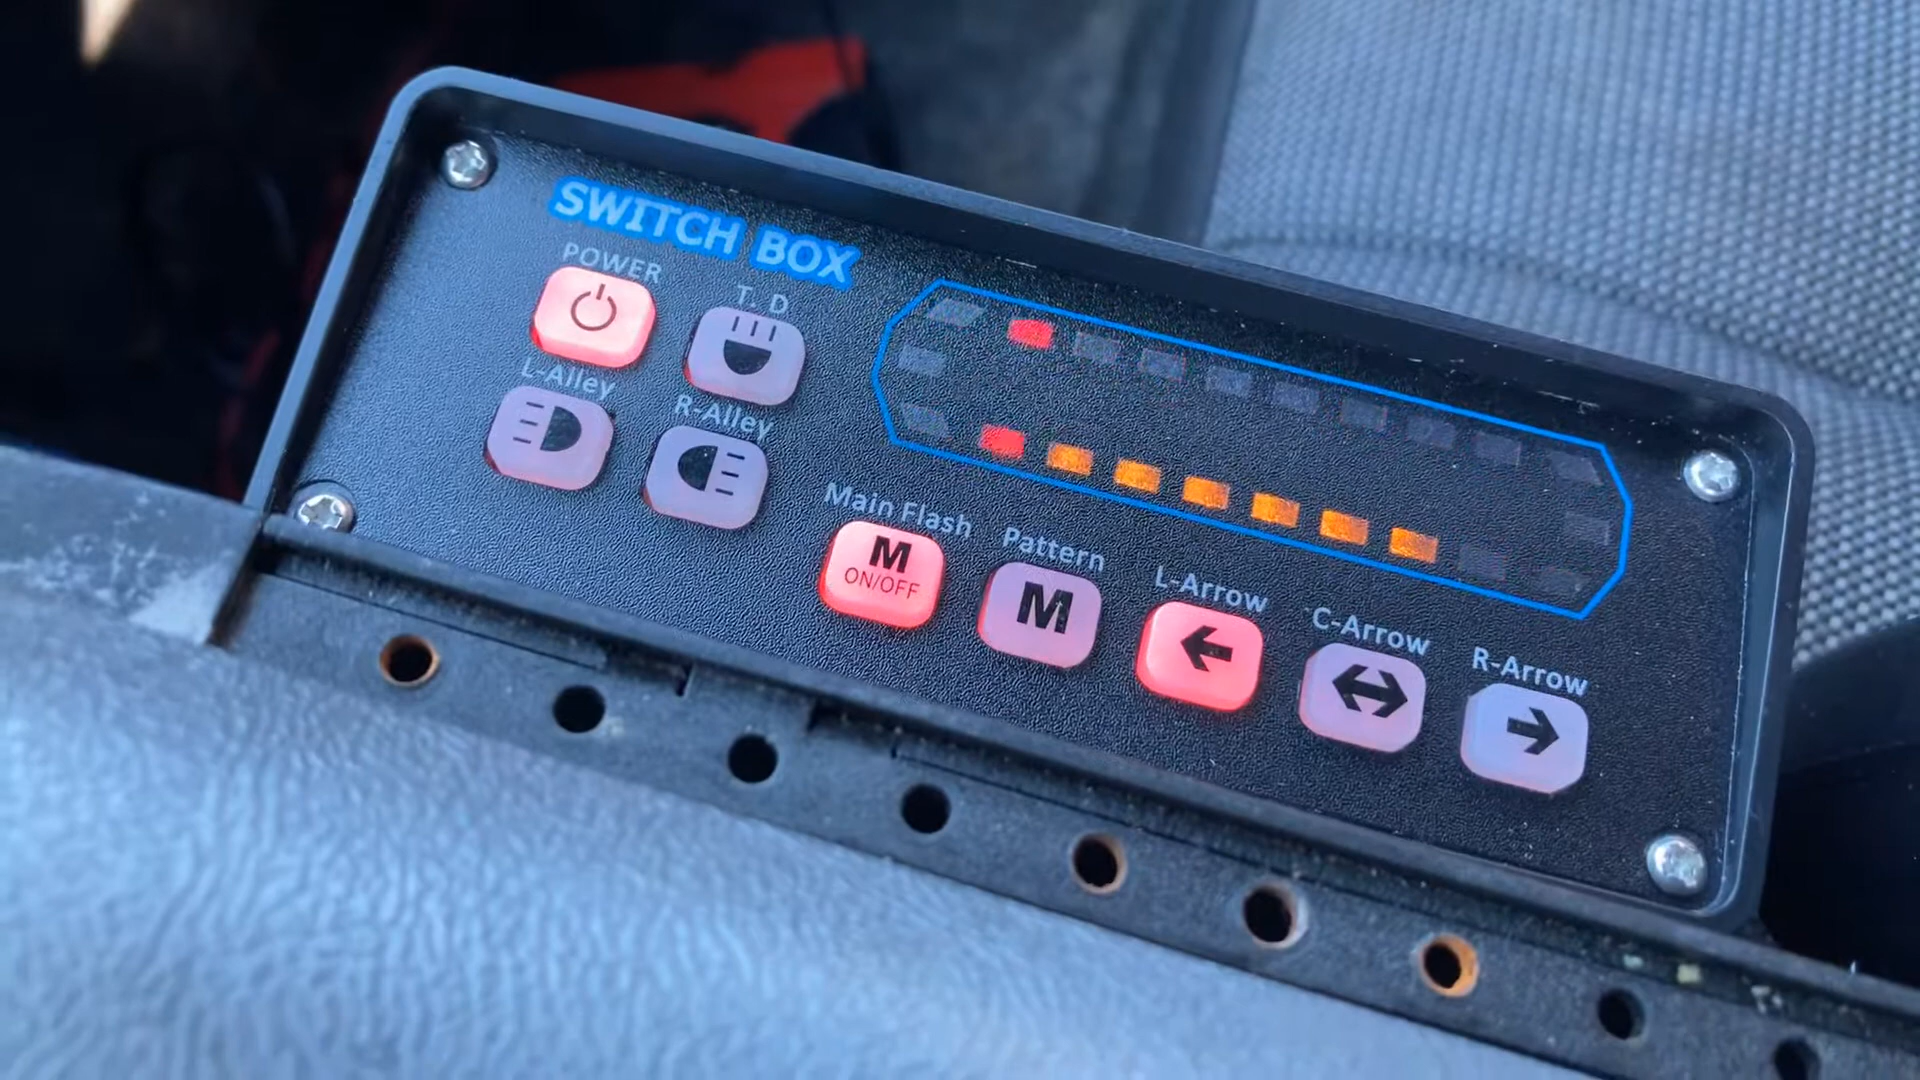 SWITCH BOX
POWER
T. D
L-Alley
R-Alley
Main Flash
M
ON/OFF
Pattern
M
L-Arrow
C-Arrow
R-Arrow